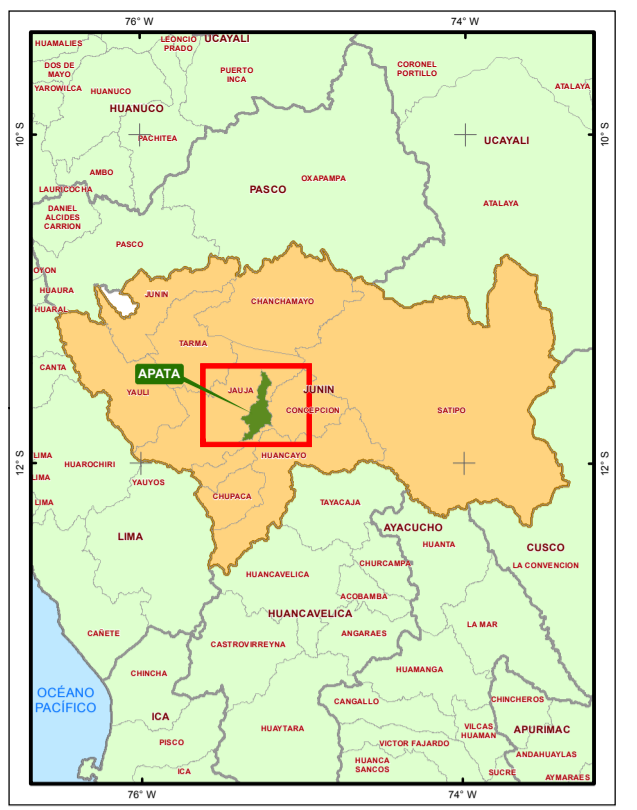 76° W
74° W
HUAMALIES
LEONCIO
PRADO
UCAYALI
DOS DE
MAYO
PUERTO
INCA
CORONEL
PORTILLO
YAROWILCA
HUANUCO
ATALAYA
HUANUCO
10° S
10° S
PACHITEA
UCAYALI
AMBO
OXAPAMPA
LAURICOCHA
PASCO
DANIEL
ALCIDES
CARRION
ATALAYA
PASCO
OYON
HUAURA
JUNIN
CHANCHAMAYO
HUARAL
TARMA
CANTA
APATA
YAULI
JAUJA
JUNIN
CONCEPCION
SATIPO
LIMA
HUAROCHIRI
HUANCAYO
12° S
12° S
LIMA
YAUYOS
CHUPACA
LIMA
TAYACAJA
LIMA
AYACUCHO
HUANTA
CUSCO
LA CONVENCION
CHURCAMPA
HUANCAVELICA
ACOBAMBA
HUANCAVELICA
LA MAR
CAÑETE
ANGARAES
CASTROVIRREYNA
HUAMANGA
CHINCHA
OCÉANO
PACÍFICO
CANGALLO
CHINCHEROS
ICA
HUAYTARA
VILCAS
HUAMAN
APURIMAC
PISCO
VICTOR FAJARDO
ANDAHUAYLAS
HUANCA
SANCOS
ICA
SUCRE
AYMARAES
76° W
74° W